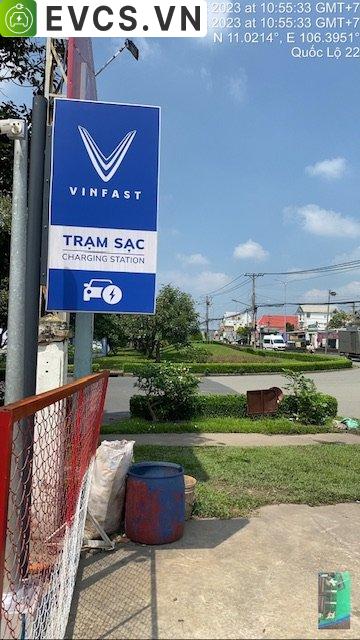 EVCS.VN
2023 at 10:55:33 GMT+7
2023 at 10:55:33 GMT+7
N 11.0214°, E 106.3951°
Quốc Lộ 22
VINFAST
TRẠM SẠC
CHARGING STATION